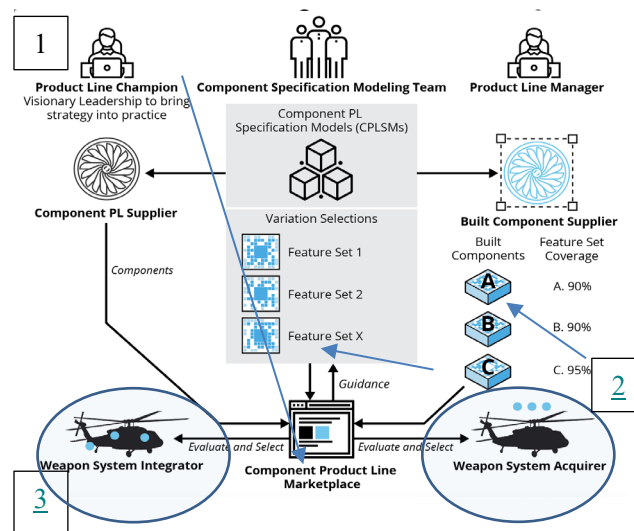 1
Product Line Champion
Visionary Leadership to bring
strategy into practice
Component Specification Modeling Team
Product Line Manager
Component PL
Specification Models (CPLSMs)
Component PL Supplier
Built Component Supplier
Variation Selections
Feature Set 1
Feature Set 2
Feature Set X
Components
Built
Components
Feature Set
Coverage
A
A. 90%
B
B. 90%
C
C. 95%
2
Guidance
Evaluate and Select
Evaluate and Select
Weapon System Integrator
Component Product Line
Marketplace
Weapon System Acquirer
3